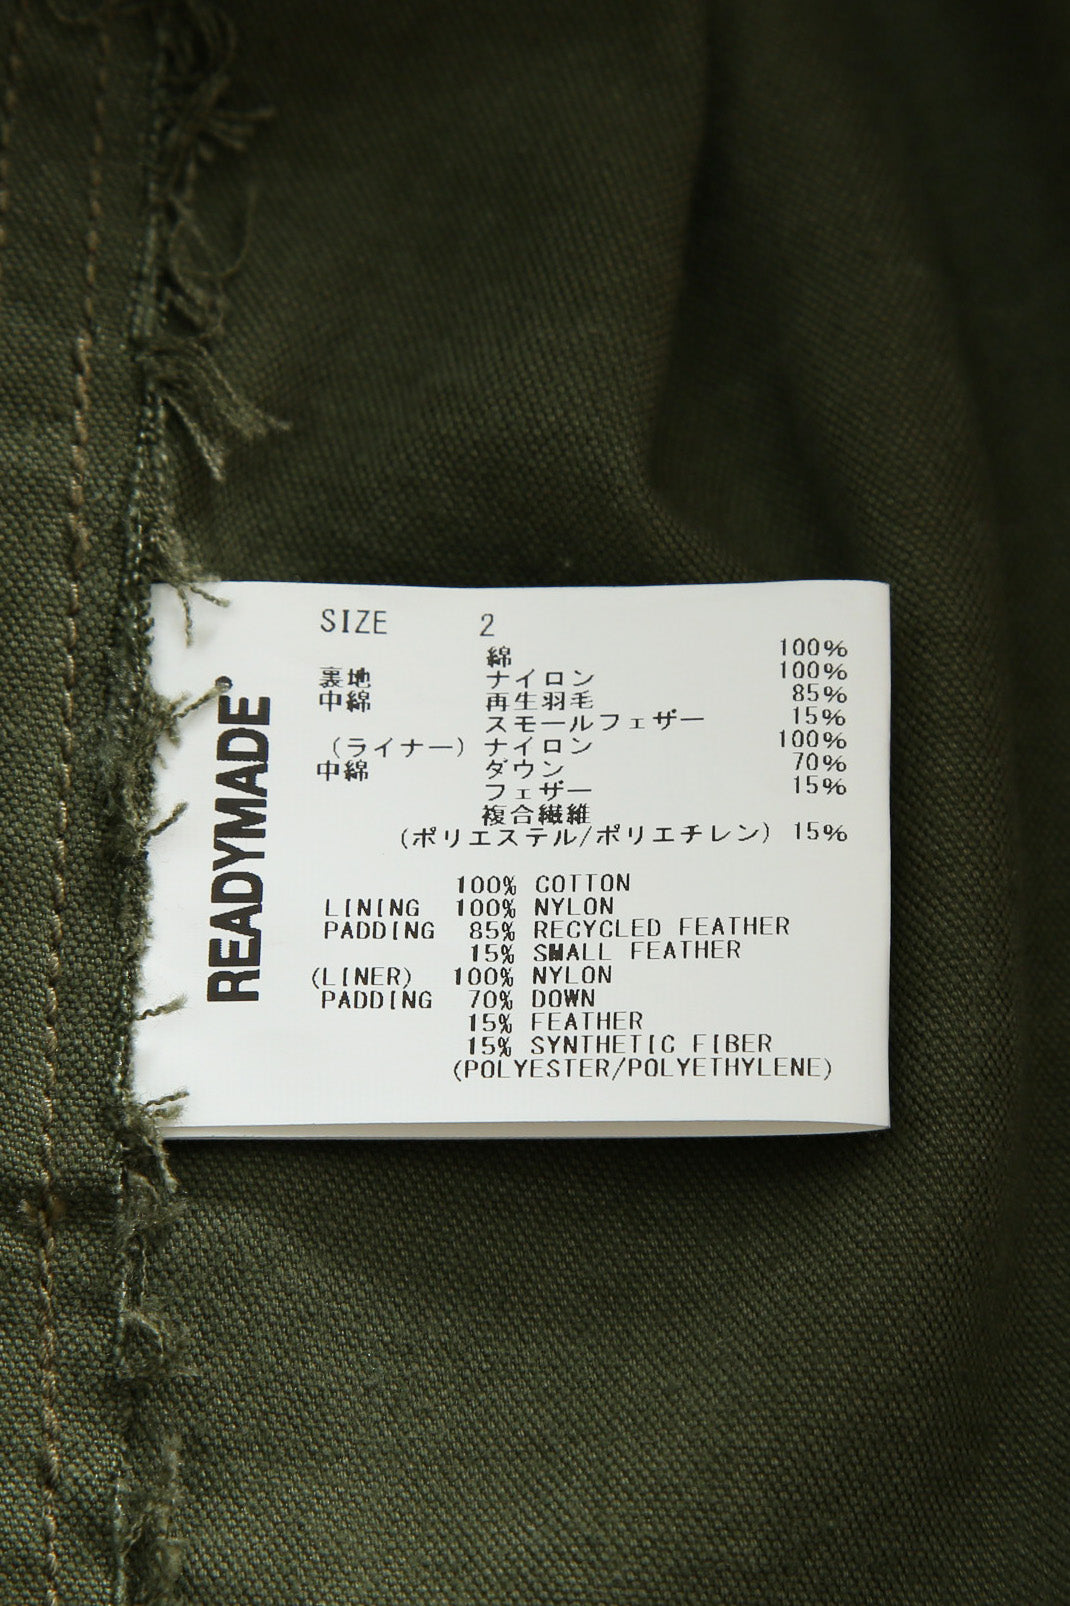 READYMADE
SIZE 2
綿 100%
裏地 ナイロン 100%
中綿 再生羽毛 85%
スモールフェザー 15%
(ライナー) ナイロン 100%
中綿 ダウン 70%
フェザー 15%
複合繊維
(ポリエステル/ポリエチレン) 15%
100% COTTON
LINING 100% NYLON
PADDING 85% RECYCLED FEATHER
15% SMALL FEATHER
(LINER) 100% NYLON
PADDING 70% DOWN
15% FEATHER
15% SYNTHETIC FIBER
(POLYESTER/POLYETHYLENE)